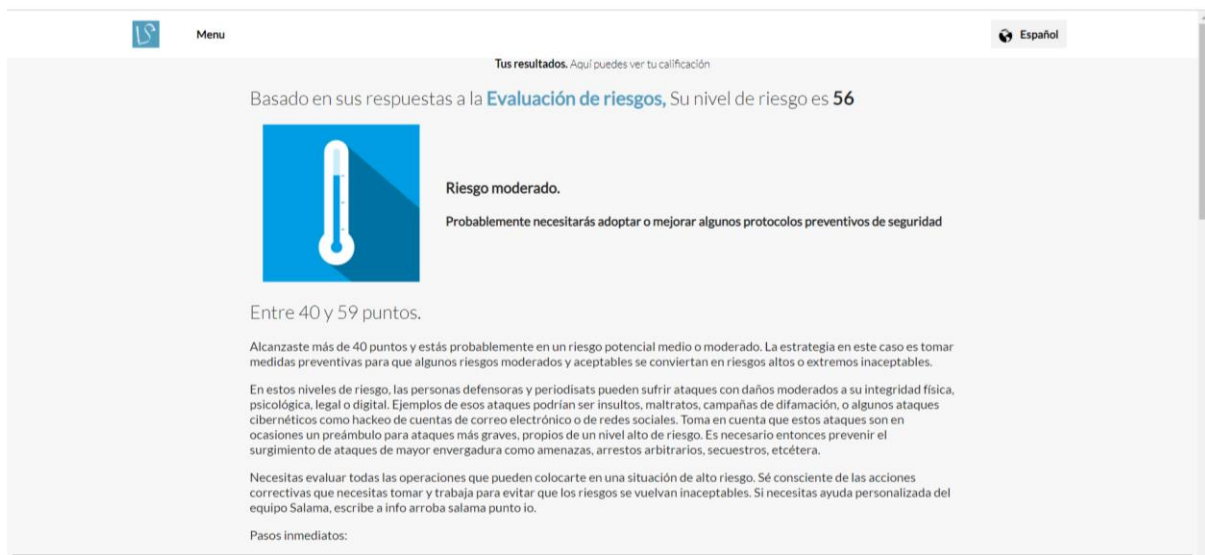 LS
Menu
Español
Tus resultados. Aquí puedes ver tu calificación
Basado en sus respuestas a la Evaluación de riesgos, Su nivel de riesgo es 56
Riesgo moderado.
Probablemente necesitarás adoptar o mejorar algunos protocolos preventivos de seguridad
Entre 40 y 59 puntos.
Alcanzaste más de 40 puntos y estás probablemente en un riesgo potencial medio o moderado. La estrategia en este caso es tomar
medidas preventivas para que algunos riesgos moderados y aceptables se conviertan en riesgos altos o extremos inaceptables.
En estos niveles de riesgo, las personas defensoras y periodisats pueden sufrir ataques con daños moderados a su integridad física,
psicológica, legal o digital. Ejemplos de esos ataques podrían ser insultos, maltratos, campañas de difamación, o algunos ataques
cibernéticos como hackeo de cuentas de correo electrónico o de redes sociales. Toma en cuenta que estos ataques son en
ocasiones un preámbulo para ataques más graves, propios de un nivel alto de riesgo. Es necesario entonces prevenir el
surgimiento de ataques de mayor envergadura como amenazas, arrestos arbitrarios, secuestros, etcétera.
Necesitas evaluar todas las operaciones que pueden colocarte en una situación de alto riesgo. Sé consciente de las acciones
correctivas que necesitas tomar y trabaja para evitar que los riesgos se vuelvan inaceptables. Si necesitas ayuda personalizada del
equipo Salama, escribe a info arroba salama punto io.
Pasos inmediatos: